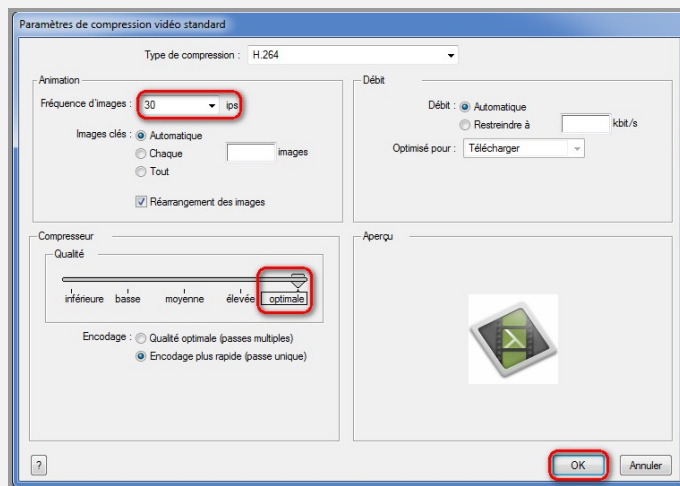 Paramètres de compression vidéo standard
Type de compression : H.264
Animation
Fréquence d'images : 30 ips
Images clés : Automatique
Chaque images
Tout
Réarrangement des images
Débit
Débit : Automatique
Restreindre à kbit/s
Optimisé pour : Télécharger
Compresseur
Qualité
inférieure basse moyenne élevée optimale
Encodage : Qualité optimale (passes multiples)
Encodage plus rapide (passe unique)
Aperçu
?
OK Annuler